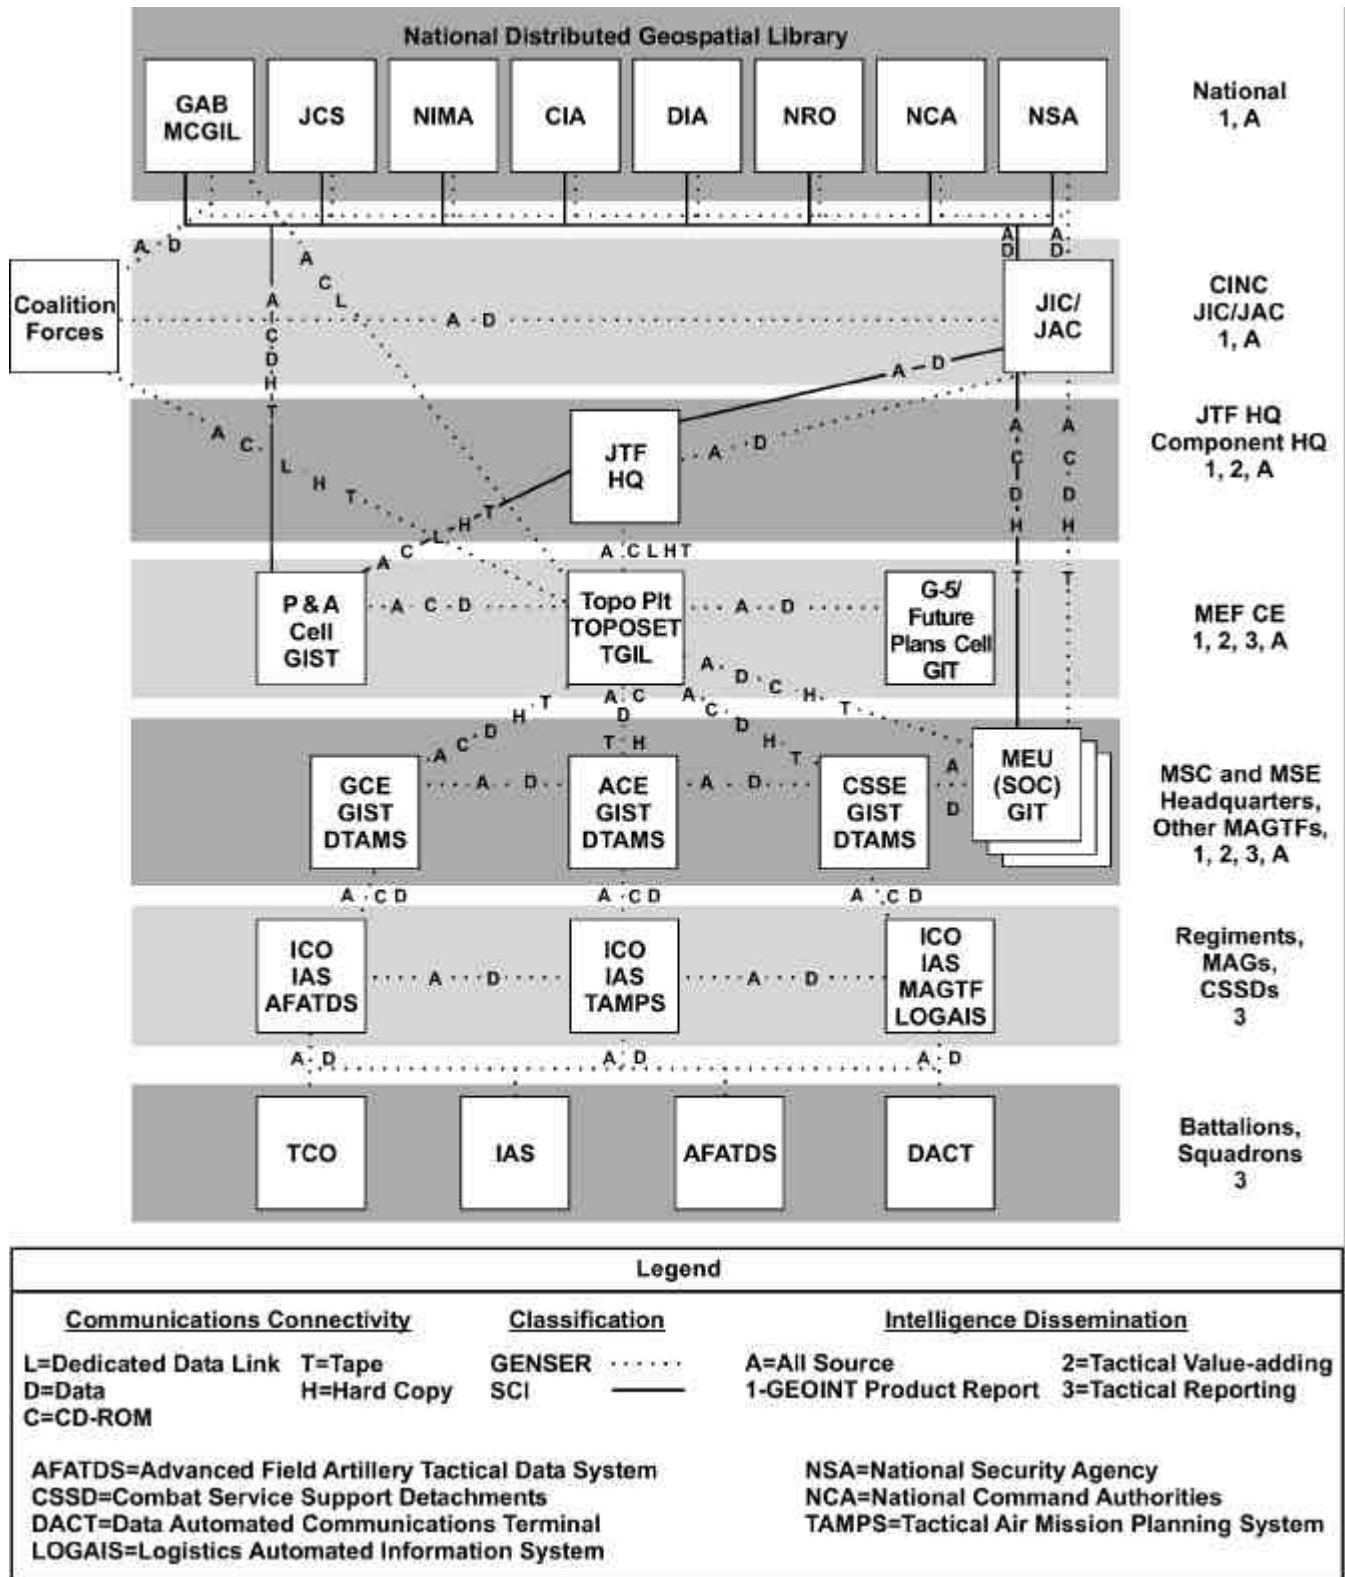 National Distributed Geospatial Library
GAB
MCGIL
JCS
NIMA
CIA
DIA
NRO
NCA
NSA
National
1, A
A D
A D
A D
Coalition
Forces
A C D H T
A C L
A D
JIC/
JAC
CINC
JIC/JAC
1, A
A D
A D
A C D H T
A C D H T
A C L H T
A C L H T
JTF
HQ
JTF HQ
Component HQ
1, 2, A
A C L H T
P & A
Cell
GIST
A C D
Topo Plt
TOPOSET
TGIL
A D
G-5/
Future
Plans Cell
GIT
MEF CE
1, 2, 3, A
A C D H T
A C D T H
A C D H T
A D C H T
GCE
GIST
DTAMS
A D
ACE
GIST
DTAMS
A D
CSSE
GIST
DTAMS
A D
MEU
(SOC)
GIT
MSC and MSE
Headquarters,
Other MAGTFs,
1, 2, 3, A
A C D
A C D
A C D
ICO
IAS
AFATDS
A D
ICO
IAS
TAMPS
A D
ICO
IAS
MAGTF
LOGAIS
Regiments,
MAGs,
CSSDs
3
A D
A D
A D
TCO
IAS
AFATDS
DACT
Battalions,
Squadrons
3
Legend
Communications Connectivity
L=Dedicated Data Link T=Tape
D=Data H=Hard Copy
C=CD-ROM
Classification
GENSER
SCI
Intelligence Dissemination
A=All Source 2=Tactical Value-adding
1-GEOINT Product Report 3=Tactical Reporting
AFATDS=Advanced Field Artillery Tactical Data System
CSSD=Combat Service Support Detachments
DACT=Data Automated Communications Terminal
LOGAIS=Logistics Automated Information System
NSA=National Security Agency
NCA=National Command Authorities
TAMPS=Tactical Air Mission Planning System